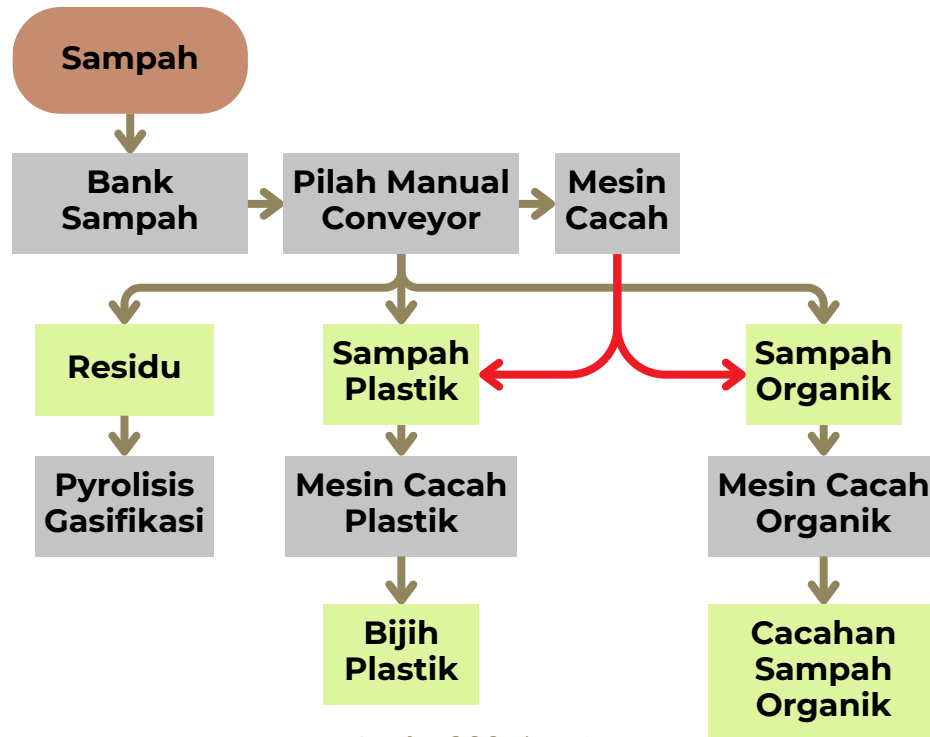 Sampah
Bank
Sampah
Pilah Manual
Conveyor
Mesin
Cacah
Residu
Sampah
Plastik
Sampah
Organik
Pyrolisis
Gasifikasi
Mesin Cacah
Plastik
Mesin Cacah
Organik
Bijih
Plastik
Cacahan
Sampah
Organik